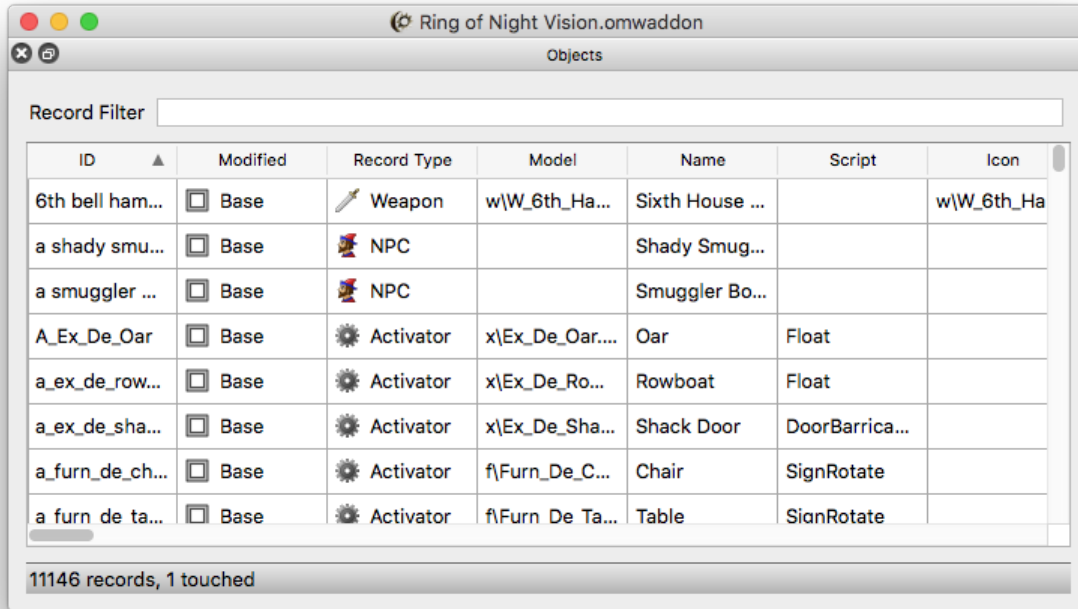 Ring of Night Vision.omwaddon
Objects
Record Filter
ID Modified Record Type Model Name Script Icon
6th bell ham... Base Weapon w\W_6th_Ha... Sixth House ... w\W_6th_Ha
a shady smu... Base NPC Shady Smug...
a smuggler ... Base NPC Smuggler Bo...
A_Ex_De_Oar Base Activator x\Ex_De_Oar.... Oar Float
a_ex_de_row... Base Activator x\Ex_De_Ro... Rowboat Float
a_ex_de_sha... Base Activator x\Ex_De_Sha... Shack Door DoorBarrica...
a_furn_de_ch... Base Activator f\Furn_De_C... Chair SignRotate
a_furn_de_ta... Base Activator f\Furn_De_Ta... Table SignRotate
11146 records, 1 touched